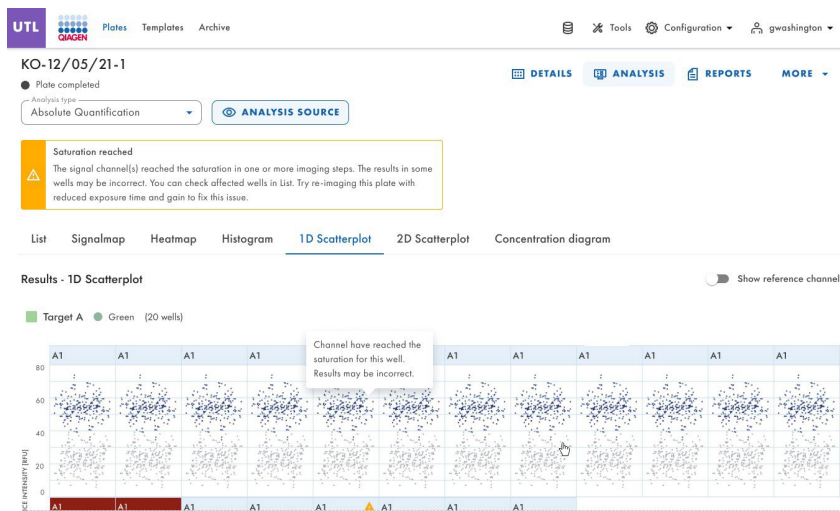 UTL
QIAGEN
Plates Templates Archive
Tools Configuration gwashington
KO-12/05/21-1
Plate completed
DETAILS ANALYSIS REPORTS MORE
Analysis type
Absolute Quantification
ANALYSIS SOURCE
Saturation reached
The signal channel(s) reached the saturation in one or more imaging steps. The results in some
wells may be incorrect. You can check affected wells in List. Try re-imaging this plate with
reduced exposure time and gain to fix this issue.
List Signalmap Heatmap Histogram 1D Scatterplot 2D Scatterplot Concentration diagram
Results - 1D Scatterplot
Show reference channel
Target A Green (20 wells)
Channel have reached the
saturation for this well.
Results may be incorrect.
A1 A1 A1 A1 A1 A1 A1 A1 A1 A1 A1
80
60
40
20
0
INTENSITY [RFU]
A1 A1 A1 A1 A1 A1 A1 A1